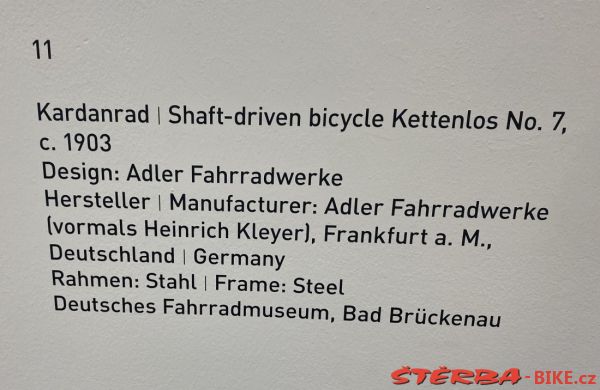 11
Kardanrad | Shaft-driven bicycle Kettenlos No. 7,
c. 1903
Design: Adler Fahrradwerke
Hersteller | Manufacturer: Adler Fahrradwerke
(vormals Heinrich Kleyer), Frankfurt a. M.,
Deutschland | Germany
Rahmen: Stahl | Frame: Steel
Deutsches Fahrradmuseum, Bad Brückenau
ŠTĚRBA-BIKE.cz